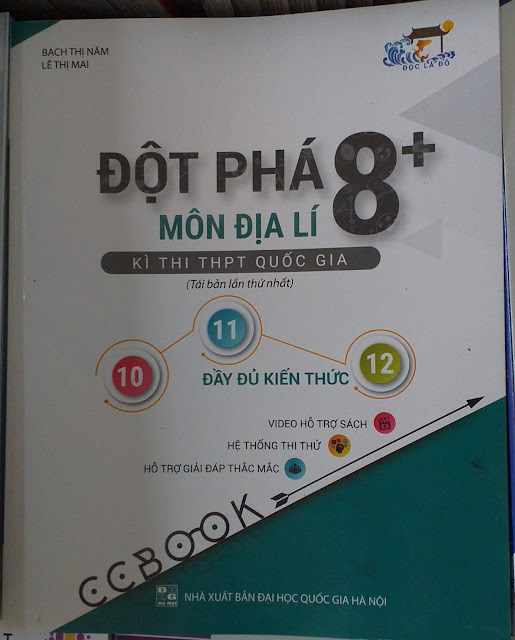 BẠCH THỊ NĂM
LÊ THỊ MAI
ĐỌC LÀ ĐỖ
ĐỘT PHÁ 8+
MÔN ĐỊA LÍ
KÌ THI THPT QUỐC GIA
(Tái bản lần thứ nhất)
11
10
12
ĐẦY ĐỦ KIẾN THỨC
VIDEO HỖ TRỢ SÁCH
HỆ THỐNG THI THỬ
HỖ TRỢ GIẢI ĐÁP THẮC MẮC
CCBOOK
NHÀ XUẤT BẢN ĐẠI HỌC QUỐC GIA HÀ NỘI